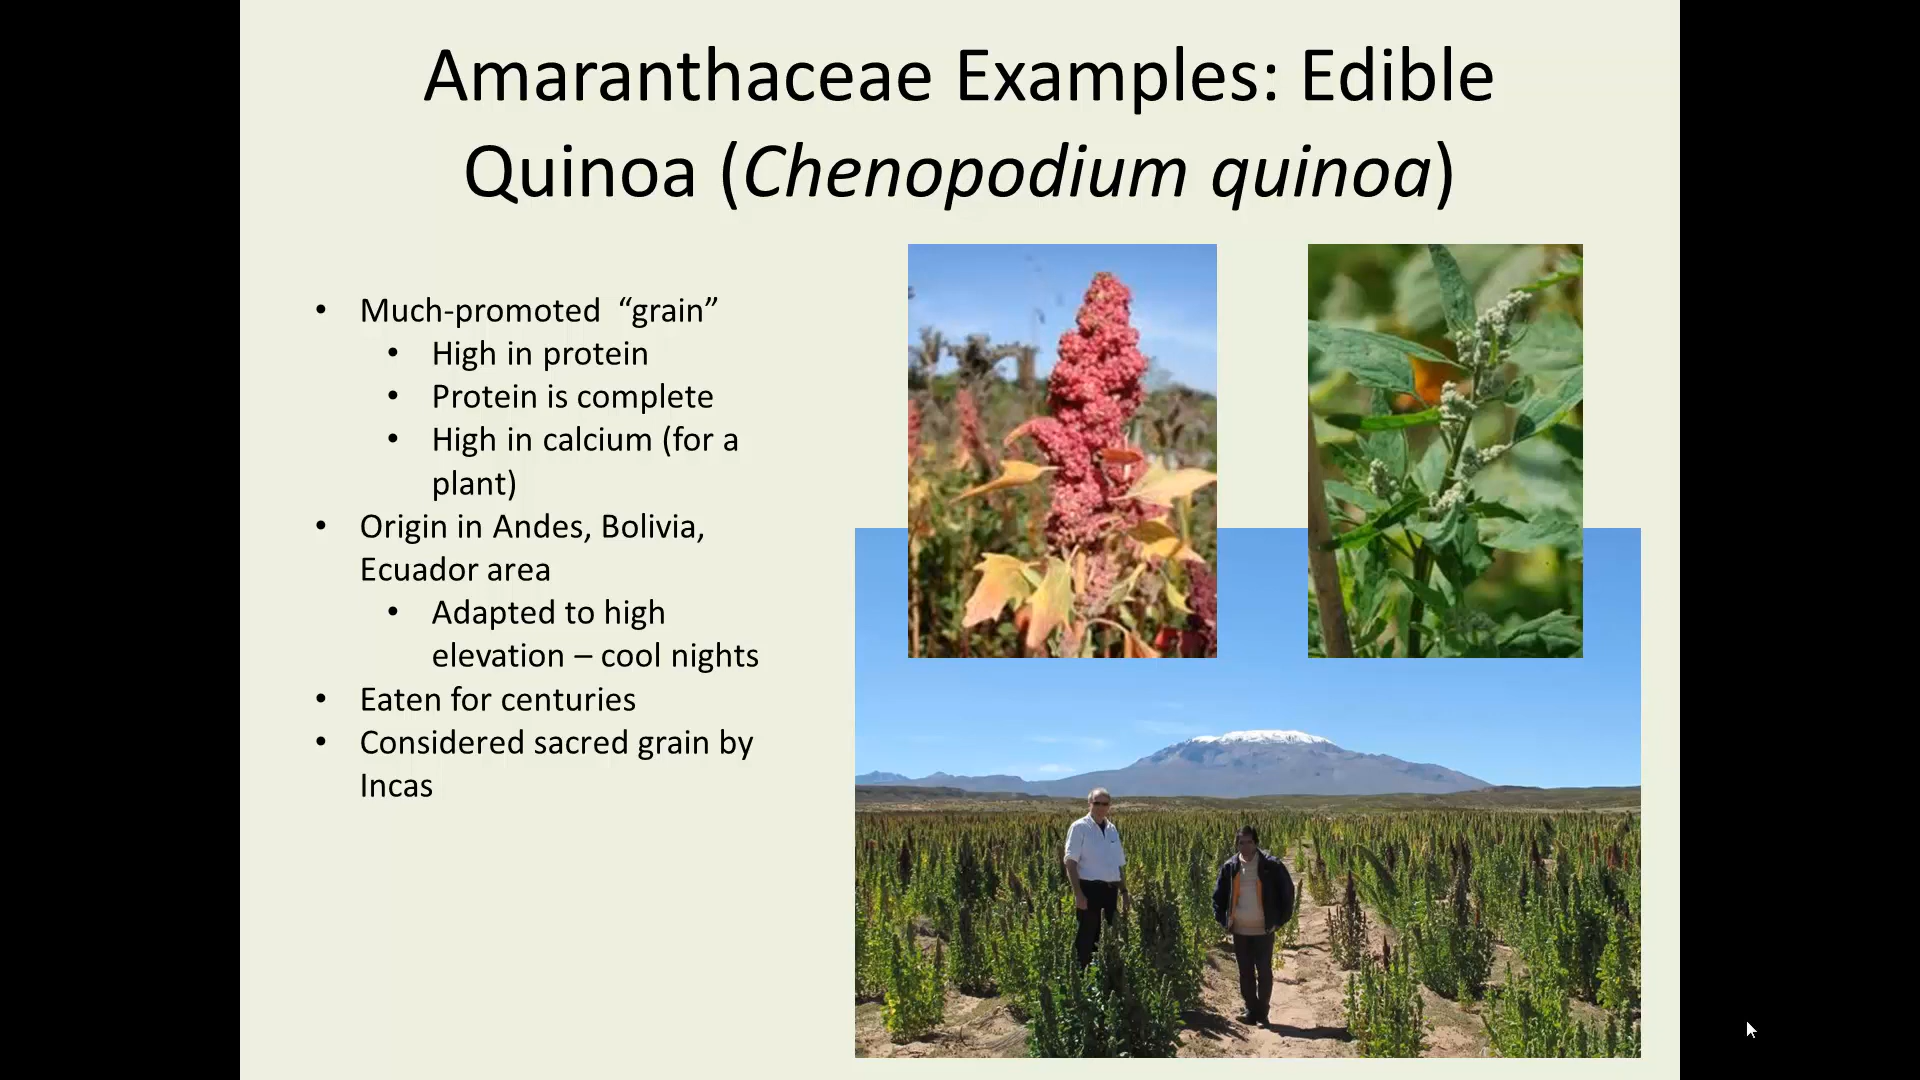 Amaranthaceae Examples: Edible
Quinoa (Chenopodium quinoa)
• Much-promoted “grain”
• High in protein
• Protein is complete
• High in calcium (for a
plant)
• Origin in Andes, Bolivia,
Ecuador area
• Adapted to high
elevation – cool nights
• Eaten for centuries
• Considered sacred grain by
Incas